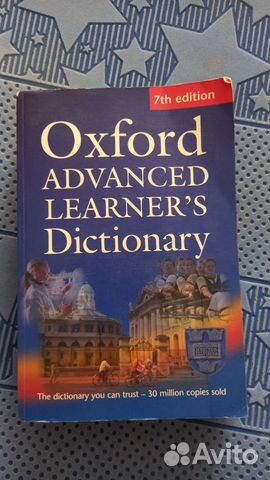 7th edition
Oxford
ADVANCED
LEARNER'S
Dictionary
The dictionary you can trust – 30 million copies sold
Avito